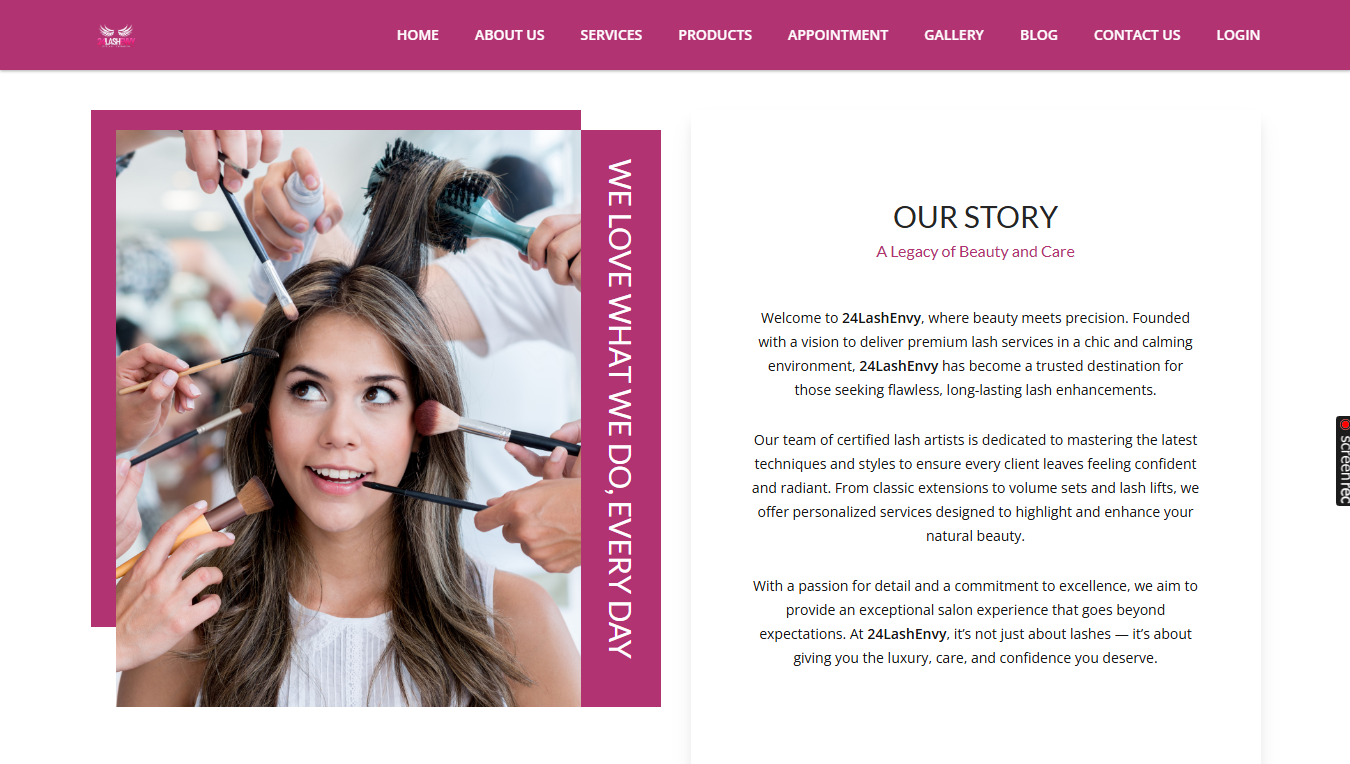 LASH
HOME ABOUT US SERVICES PRODUCTS APPOINTMENT GALLERY BLOG CONTACT US LOGIN
WE LOVE WHAT WE DO, EVERY DAY
OUR STORY
A Legacy of Beauty and Care
Welcome to 24LashEnvy, where beauty meets precision. Founded
with a vision to deliver premium lash services in a chic and calming
environment, 24LashEnvy has become a trusted destination for
those seeking flawless, long-lasting lash enhancements.
Our team of certified lash artists is dedicated to mastering the latest
techniques and styles to ensure every client leaves feeling confident
and radiant. From classic extensions to volume sets and lash lifts, we
offer personalized services designed to highlight and enhance your
natural beauty.
With a passion for detail and a commitment to excellence, we aim to
provide an exceptional salon experience that goes beyond
expectations. At 24LashEnvy, it’s not just about lashes — it’s about
giving you the luxury, care, and confidence you deserve.
screenrec